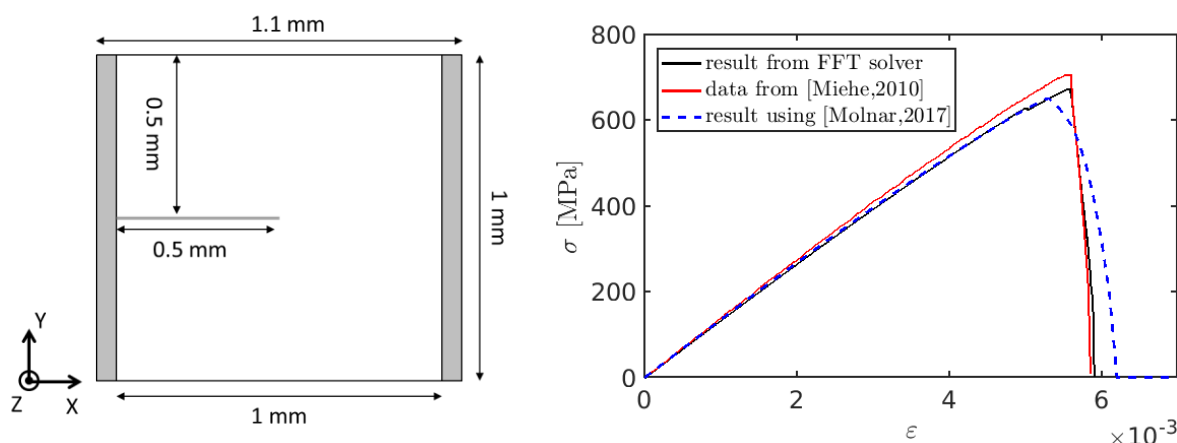 1.1 mm
0.5 mm
0.5 mm
1 mm
1 mm
Y
Z
X
800
600
400
200
0
σ [MPa]
result from FFT solver
data from [Miehe,2010]
result using [Molnar,2017]
0 2 4 6
ε
×10⁻³